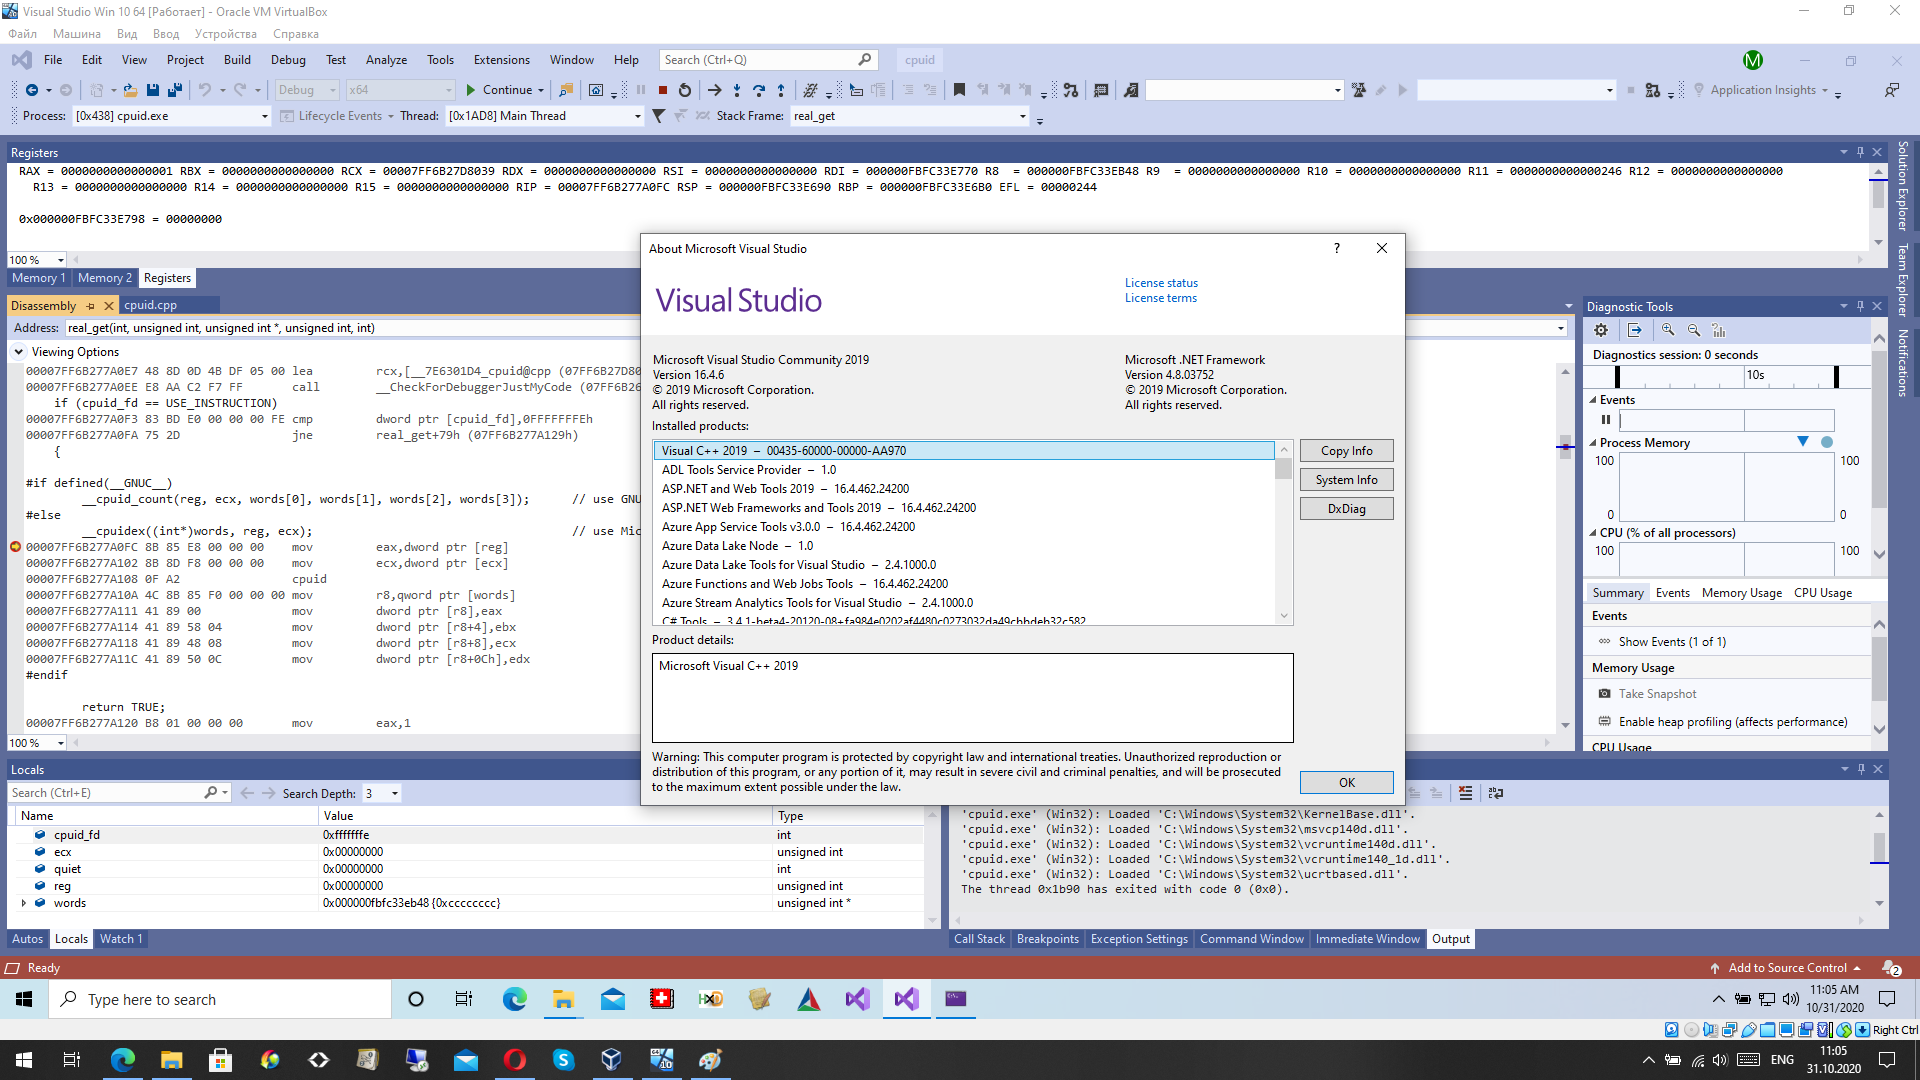 Visual Studio Win 10 64 [Работает] - Oracle VM VirtualBox
Файл Машина Вид Ввод Устройства Справка
File Edit View Project Build Debug Test Analyze Tools Extensions Window Help Search (Ctrl+Q) cpuid M
Debug x64 Continue Application Insights
Process: [0x438] cpuid.exe Lifecycle Events Thread: [0x1AD8] Main Thread Stack Frame: real_get
Registers
RAX = 0000000000000001 RBX = 0000000000000000 RCX = 00007FF6B27D8039 RDX = 0000000000000000 RSI = 0000000000000000 RDI = 000000FBFC33E770 R8 = 000000FBFC33EB48 R9 = 0000000000000000 R10 = 0000000000000000 R11 = 0000000000000246 R12 = 0000000000000000
R13 = 0000000000000000 R14 = 0000000000000000 R15 = 0000000000000000 RIP = 00007FF6B277A0FC RSP = 000000FBFC33E690 RBP = 000000FBFC33E6B0 EFL = 00000244
0x000000FBFC33E798 = 00000000
100 %
Memory 1 Memory 2 Registers
Disassembly cpuid.cpp
Address: real_get(int, unsigned int, unsigned int *, unsigned int, int)
Viewing Options
00007FF6B277A0E7 48 8D 0D 4B DF 05 00 lea rcx,[__7E6301D4_cpuid@cpp (07FF6B27D80
00007FF6B277A0EE E8 AA C2 F7 FF call __CheckForDebuggerJustMyCode (07FF6B26
if (cpuid_fd == USE_INSTRUCTION)
00007FF6B277A0F3 83 BD E0 00 00 00 FE cmp dword ptr [cpuid_fd],0FFFFFFFEh
00007FF6B277A0FA 75 2D jne real_get+79h (07FF6B277A129h)
{
#if defined(__GNUC__)
__cpuid_count(reg, ecx, words[0], words[1], words[2], words[3]); // use GNU
#else
__cpuidex((int*)words, reg, ecx); // use Mic
00007FF6B277A0FC 8B 85 E8 00 00 00 mov eax,dword ptr [reg]
00007FF6B277A102 8B 8D F8 00 00 00 mov ecx,dword ptr [ecx]
00007FF6B277A108 0F A2 cpuid
00007FF6B277A10A 4C 8B 85 F0 00 00 00 mov r8,qword ptr [words]
00007FF6B277A111 41 89 00 mov dword ptr [r8],eax
00007FF6B277A114 41 89 58 04 mov dword ptr [r8+4],ebx
00007FF6B277A118 41 89 48 08 mov dword ptr [r8+8],ecx
00007FF6B277A11C 41 89 50 0C mov dword ptr [r8+0Ch],edx
#endif
return TRUE;
00007FF6B277A120 B8 01 00 00 00 mov eax,1
100 %
About Microsoft Visual Studio ?
Visual Studio
License status
License terms
Microsoft Visual Studio Community 2019
Version 16.4.6
© 2019 Microsoft Corporation.
All rights reserved.
Microsoft .NET Framework
Version 4.8.03752
© 2019 Microsoft Corporation.
All rights reserved.
Installed products:
Visual C++ 2019 – 00435-60000-00000-AA970
ADL Tools Service Provider – 1.0
ASP.NET and Web Tools 2019 – 16.4.462.24200
ASP.NET Web Frameworks and Tools 2019 – 16.4.462.24200
Azure App Service Tools v3.0.0 – 16.4.462.24200
Azure Data Lake Node – 1.0
Azure Data Lake Tools for Visual Studio – 2.4.1000.0
Azure Functions and Web Jobs Tools – 16.4.462.24200
Azure Stream Analytics Tools for Visual Studio – 2.4.1000.0
C# Tools – 3.4.1-beta4-20120-08+fa984e0202af4480c0273032da49cbbdeb32c582
Copy Info
System Info
DxDiag
Product details:
Microsoft Visual C++ 2019
Warning: This computer program is protected by copyright law and international treaties. Unauthorized reproduction or
distribution of this program, or any portion of it, may result in severe civil and criminal penalties, and will be prosecuted
to the maximum extent possible under the law.
OK
Diagnostic Tools
Diagnostics session: 0 seconds
10s
Events
Process Memory
100 100
0 0
CPU (% of all processors)
100 100
Summary Events Memory Usage CPU Usage
Events
Show Events (1 of 1)
Memory Usage
Take Snapshot
Enable heap profiling (affects performance)
CPU Usage
Solution Explorer
Team Explorer
Notifications
Locals
Search (Ctrl+E) Search Depth: 3
Name Value Type
cpuid_fd 0xfffffffe int
ecx 0x00000000 unsigned int
quiet 0x00000000 int
reg 0x00000000 unsigned int
words 0x000000fbfc33eb48 {0xcccccccc} unsigned int *
Autos Locals Watch 1
'cpuid.exe' (Win32): Loaded 'C:\Windows\System32\KernelBase.dll'.
'cpuid.exe' (Win32): Loaded 'C:\Windows\System32\msvcp140d.dll'.
'cpuid.exe' (Win32): Loaded 'C:\Windows\System32\vcruntime140d.dll'.
'cpuid.exe' (Win32): Loaded 'C:\Windows\System32\vcruntime140_1d.dll'.
'cpuid.exe' (Win32): Loaded 'C:\Windows\System32\ucrtbased.dll'.
The thread 0x1b90 has exited with code 0 (0x0).
Call Stack Breakpoints Exception Settings Command Window Immediate Window Output
Ready Add to Source Control 2
Type here to search 11:05 AM
10/31/2020
Right Ctrl
ENG 11:05
31.10.2020